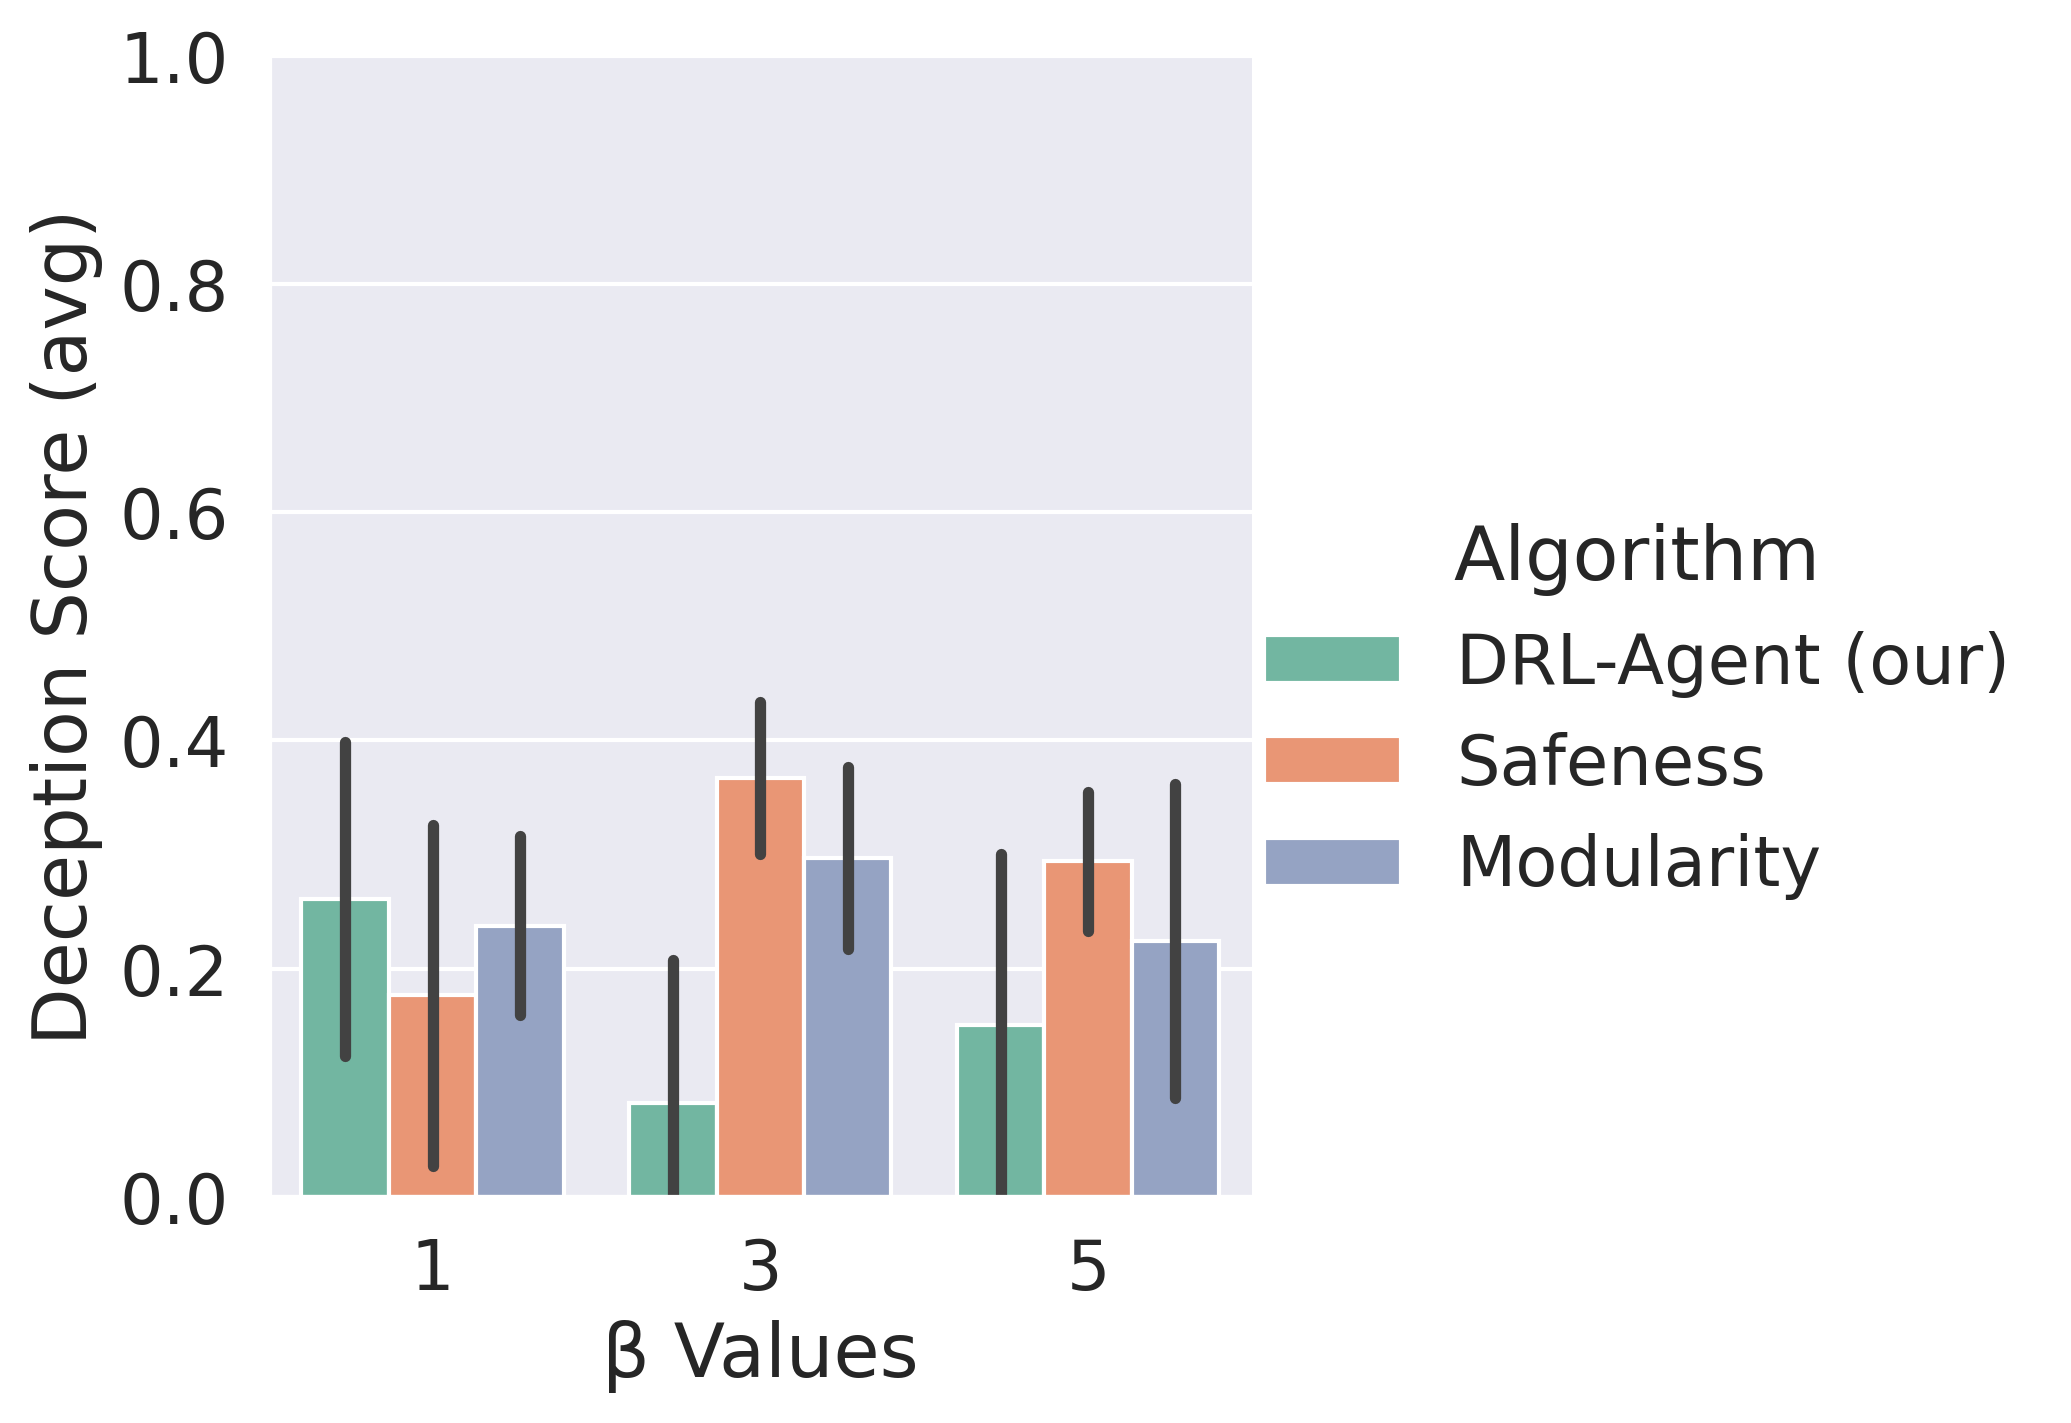 Deception Score (avg)
1.0
0.8
0.6
0.4
0.2
0.0
1 3 5
β Values
Algorithm
DRL-Agent (our)
Safeness
Modularity